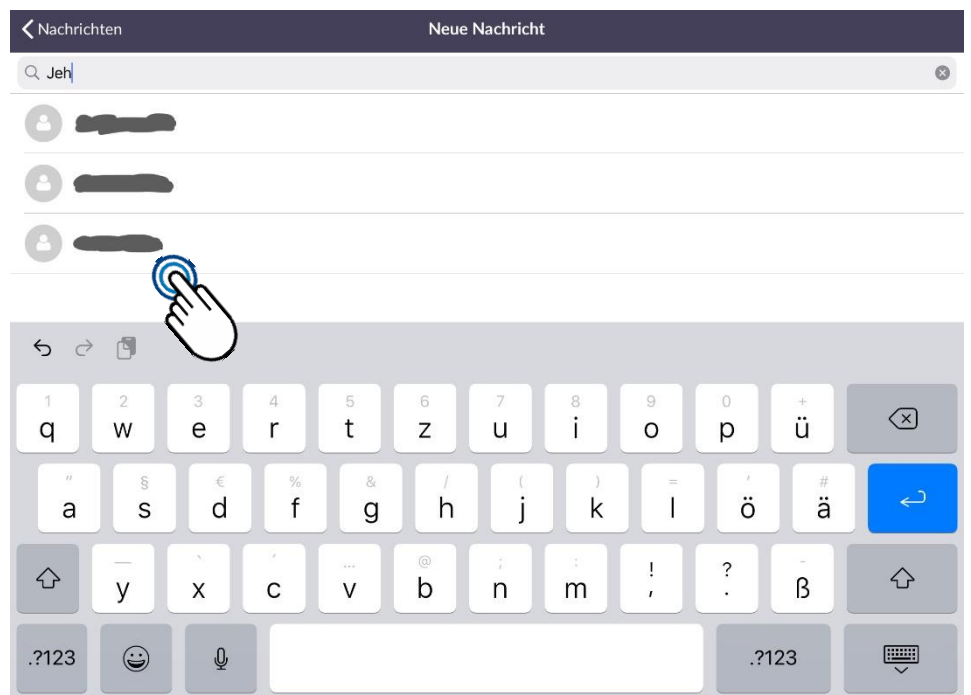 Nachrichten Neue Nachricht
Jeh
1 2 3 4 5 6 7 8 9 0 +
q w e r t z u i o p ü
" § € % & / ( ) = ' #
a s d f g h j k l ö ä
— ` ´ ... @ ; : ! ? -
y x c v b n m , . ß
.?123 .?123